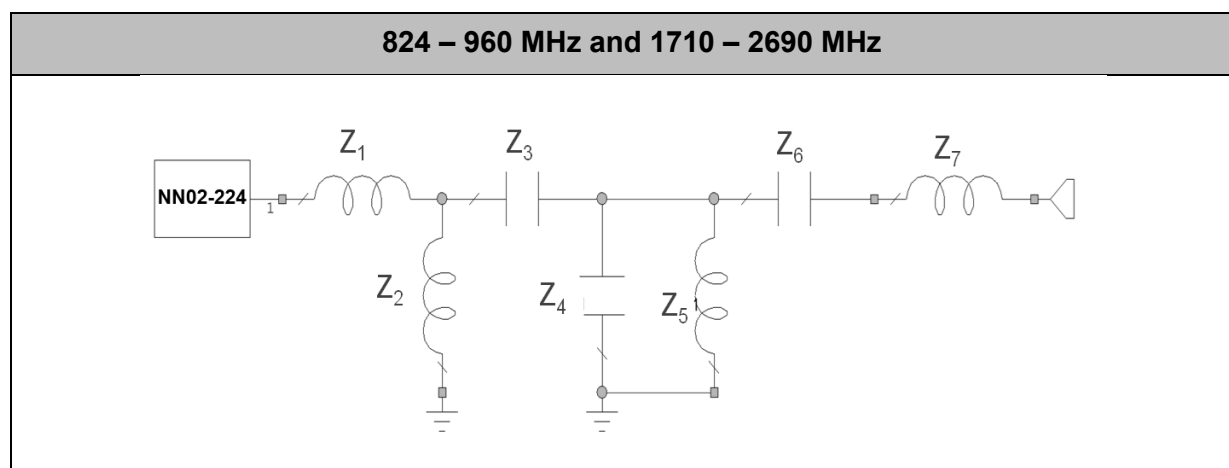 824 – 960 MHz and 1710 – 2690 MHz
Z₁
Z₃
Z₆
Z₇
NN02-224
1
Z₂
Z₄
Z₅ 1